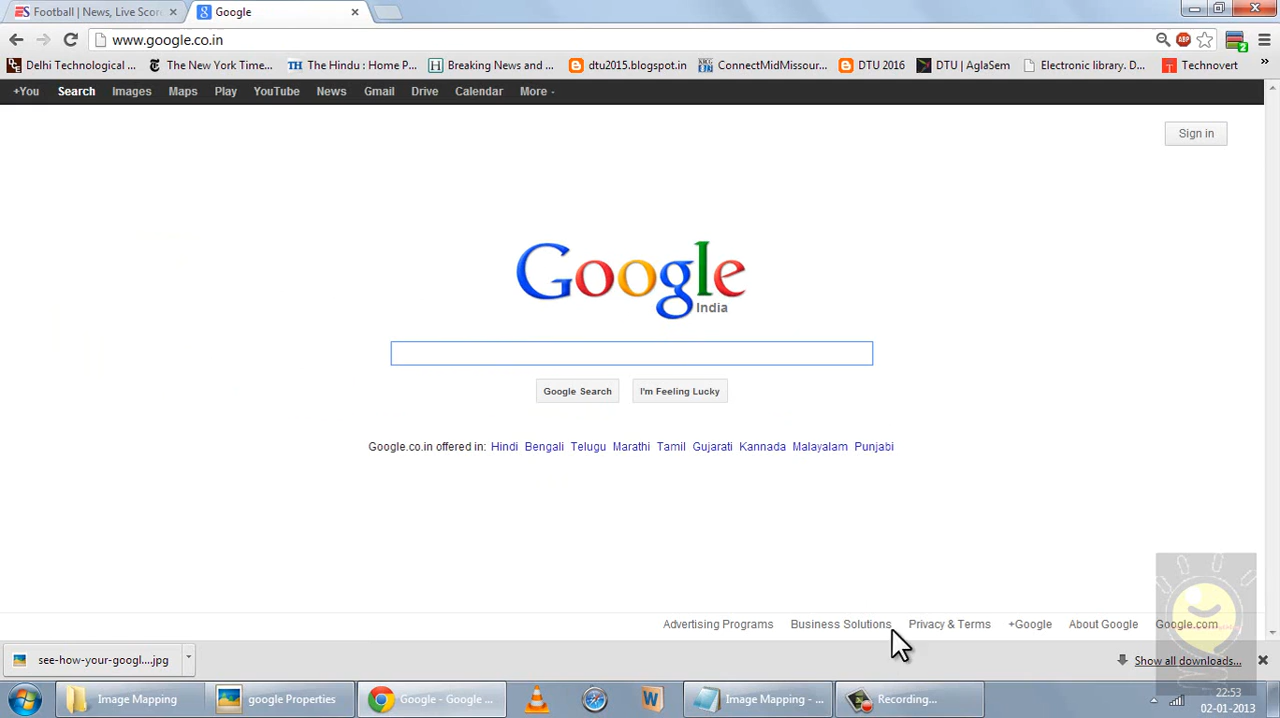 Football | News, Live Scor
Google
www.google.co.in
ABP
2
Delhi Technological ...
The New York Time...
The Hindu : Home P...
Breaking News and ...
dtu2015.blogspot.in
ConnectMidMissour...
DTU 2016
DTU | AglaSem
Electronic library. D...
Technovert
»
+You
Search
Images
Maps
Play
YouTube
News
Gmail
Drive
Calendar
More
Sign in
Google
India
Google Search
I'm Feeling Lucky
Google.co.in offered in: Hindi Bengali Telugu Marathi Tamil Gujarati Kannada Malayalam Punjabi
Advertising Programs
Business Solutions
Privacy & Terms
+Google
About Google
Google.com
see-how-your-googl....jpg
Show all downloads...
Image Mapping
google Properties
Google - Google ...
Image Mapping - ...
Recording...
22:53
02-01-2013